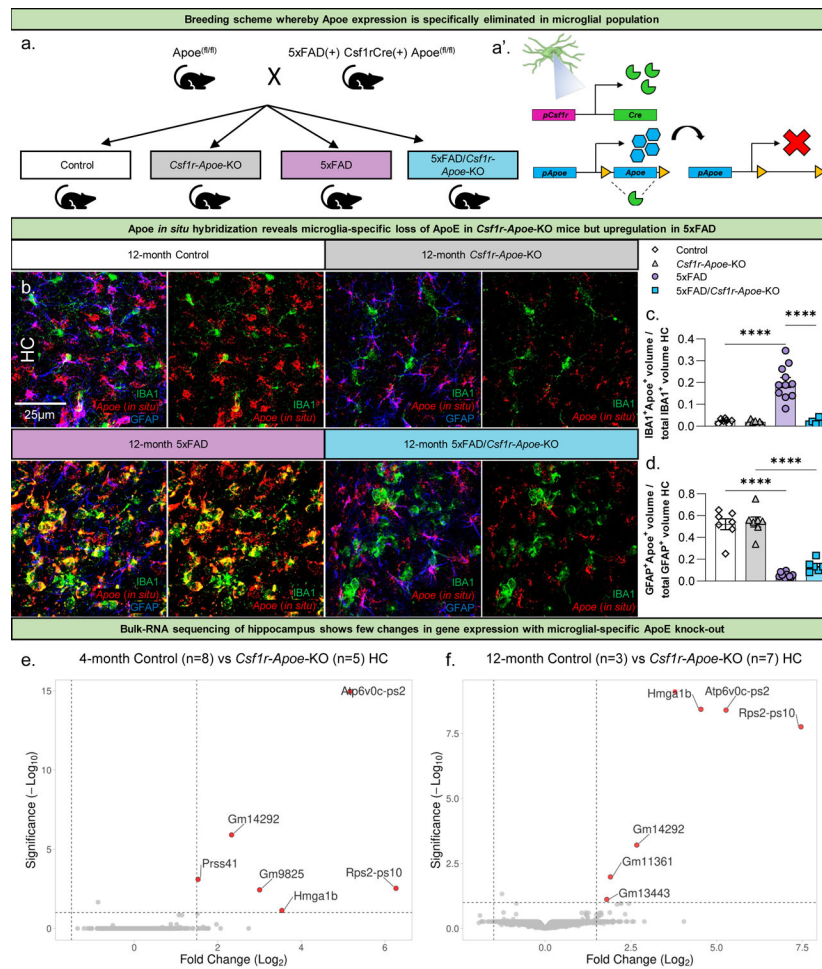 Breeding scheme whereby Apoe expression is specifically eliminated in microglial population
a.
Apoe(fl/fl)
5xFAD(+) Csf1rCre(+) Apoe(fl/fl)
X
Control
Csf1r-Apoe-KO
5xFAD
5xFAD/Csf1r-
Apoe-KO
a'.
pCsf1r
Cre
pApoe
Apoe
pApoe
Apoe in situ hybridization reveals microglia-specific loss of ApoE in Csf1r-Apoe-KO mice but upregulation in 5xFAD
12-month Control
12-month Csf1r-Apoe-KO
b.
HC
25µm
IBA1
Apoe (in situ)
GFAP
IBA1
Apoe (in situ)
IBA1
Apoe (in situ)
GFAP
IBA1
Apoe (in situ)
12-month 5xFAD
12-month 5xFAD/Csf1r-Apoe-KO
IBA1
Apoe (in situ)
GFAP
IBA1
Apoe (in situ)
IBA1
Apoe (in situ)
GFAP
IBA1
Apoe (in situ)
Control
Csf1r-Apoe-KO
5xFAD
5xFAD/Csf1r-Apoe-KO
c.
****
****
IBA1+Apoe+ volume /
total IBA1+ volume HC
0.4
0.3
0.2
0.1
0.0
d.
****
****
GFAP+Apoe+ volume /
total GFAP+ volume HC
0.8
0.6
0.4
0.2
0.0
Bulk-RNA sequencing of hippocampus shows few changes in gene expression with microglial-specific ApoE knock-out
e.
4-month Control (n=8) vs Csf1r-Apoe-KO (n=5) HC
Significance (−Log10)
15
10
5
0
Atp6v0c-ps2
Gm14292
Prss41
Gm9825
Rps2-ps10
Hmga1b
0
2
4
6
Fold Change (Log2)
f.
12-month Control (n=3) vs Csf1r-Apoe-KO (n=7) HC
Significance (−Log10)
7.5
5.0
2.5
0.0
Hmga1b
Atp6v0c-ps2
Rps2-ps10
Gm14292
Gm11361
Gm13443
0.0
2.5
5.0
7.5
Fold Change (Log2)